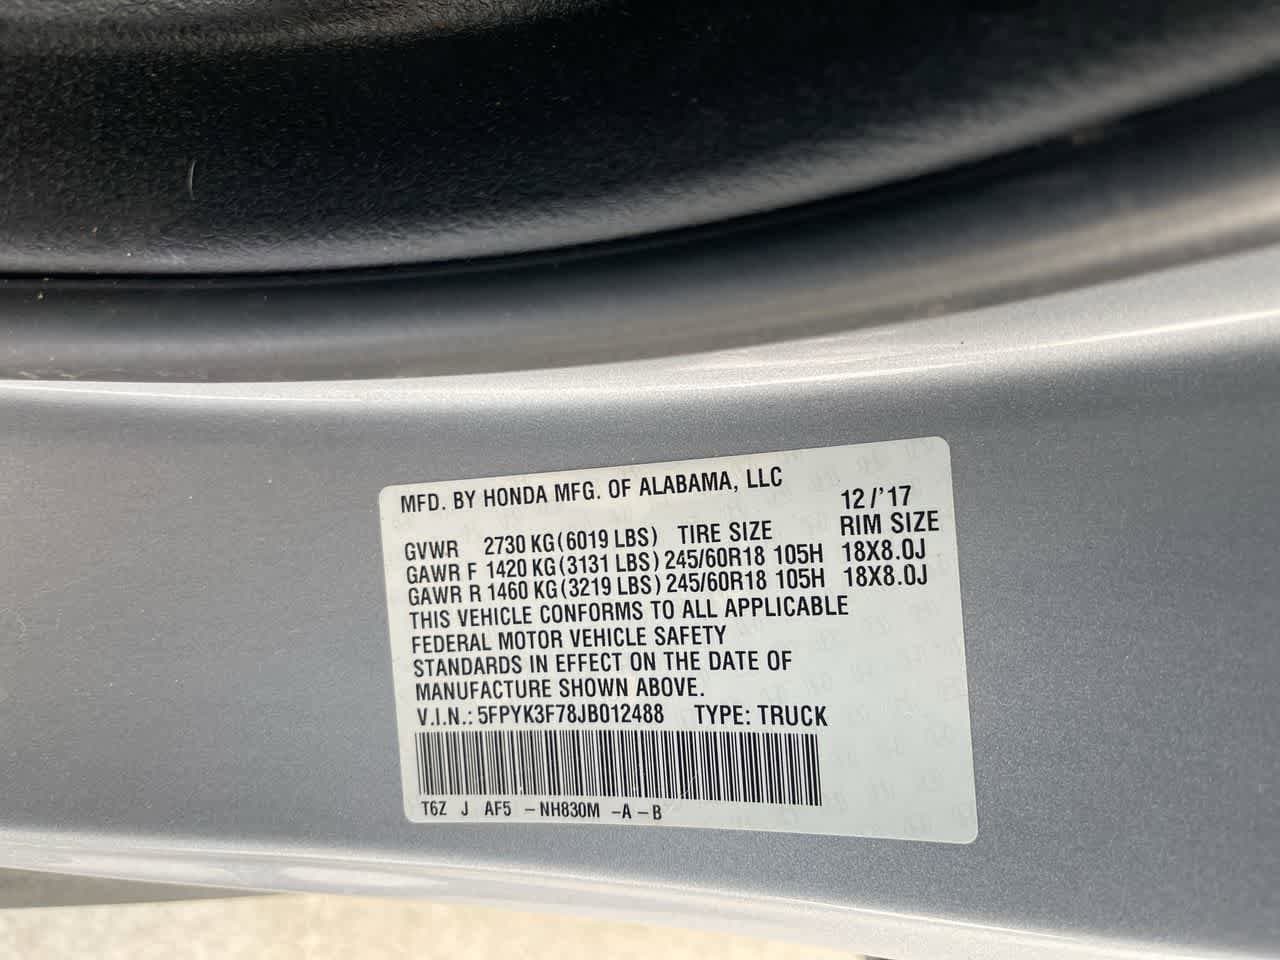 MFD. BY HONDA MFG. OF ALABAMA, LLC 12/'17
GVWR 2730 KG(6019 LBS) TIRE SIZE RIM SIZE
GAWR F 1420 KG(3131 LBS) 245/60R18 105H 18X8.0J
GAWR R 1460 KG(3219 LBS) 245/60R18 105H 18X8.0J
THIS VEHICLE CONFORMS TO ALL APPLICABLE
FEDERAL MOTOR VEHICLE SAFETY
STANDARDS IN EFFECT ON THE DATE OF
MANUFACTURE SHOWN ABOVE.
V.I.N.: 5FPYK3F78JB012488 TYPE: TRUCK
T6Z J AF5 -NH830M -A-B